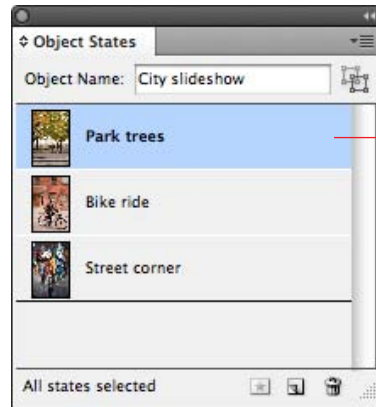 Object States
Object Name: City slideshow
Park trees
Bike ride
Street corner
All states selected